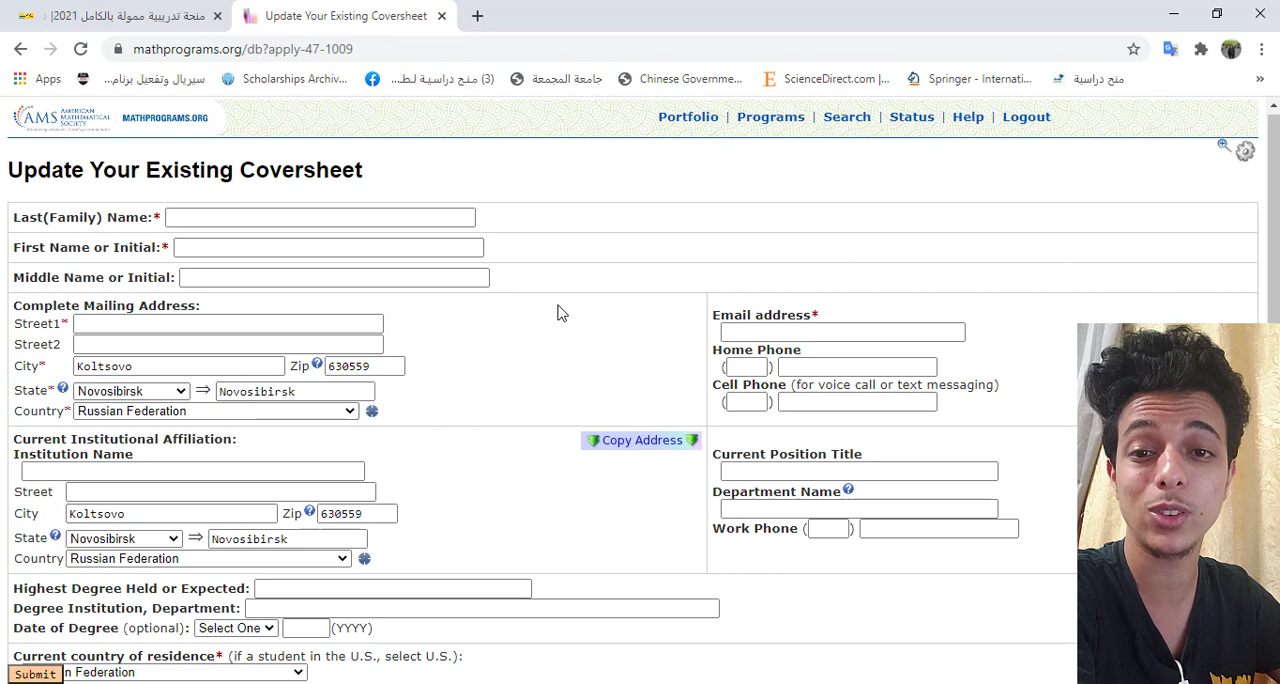 منحة تدريبية ممولة بالكامل 2021|
Update Your Existing Coversheet
mathprograms.org/db?apply-47-1009
Apps
سيريال وتفعيل برنام...
Scholarships Archiv...
(3) منح دراسية لط...
جامعة المجمعة
Chinese Governme...
ScienceDirect.com |...
Springer - Internati...
منح دراسية
»
AMS AMERICAN MATHEMATICAL SOCIETY
MATHPROGRAMS.ORG
Portfolio | Programs | Search | Status | Help | Logout
Update Your Existing Coversheet
Last(Family) Name:*
First Name or Initial:*
Middle Name or Initial:
Complete Mailing Address:
Street1*
Street2
City* Koltsovo Zip ? 630559
State* ? Novosibirsk ⇒ Novosibirsk
Country* Russian Federation
Email address*
Home Phone
( )
Cell Phone (for voice call or text messaging)
( )
Current Institutional Affiliation:
Copy Address
Institution Name
Street
City Koltsovo Zip ? 630559
State ? Novosibirsk ⇒ Novosibirsk
Country Russian Federation
Current Position Title
Department Name ?
Work Phone ( )
Highest Degree Held or Expected:
Degree Institution, Department:
Date of Degree (optional): Select One (YYYY)
Current country of residence* (if a student in the U.S., select U.S.):
Submit n Federation